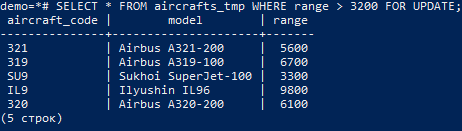 demo=*# SELECT * FROM aircrafts_tmp WHERE range > 3200 FOR UPDATE;
 aircraft_code |        model        | range
---------------+---------------------+-------
 321           | Airbus A321-200     |  5600
 319           | Airbus A319-100     |  6700
 SU9           | Sukhoi SuperJet-100 |  3300
 IL9           | Ilyushin IL96       |  9800
 320           | Airbus A320-200     |  6100
(5 строк)